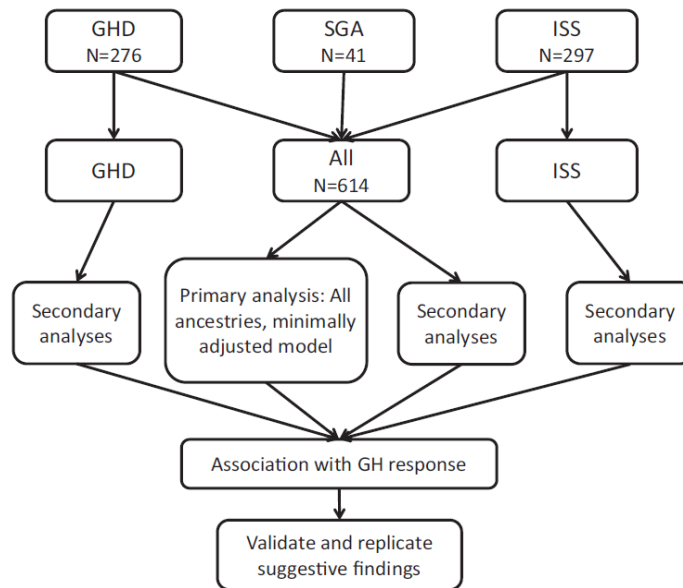 GHD
N=276
SGA
N=41
ISS
N=297
GHD
All
N=614
ISS
Secondary
analyses
Primary analysis: All
ancestries, minimally
adjusted model
Secondary
analyses
Secondary
analyses
Association with GH response
Validate and replicate
suggestive findings